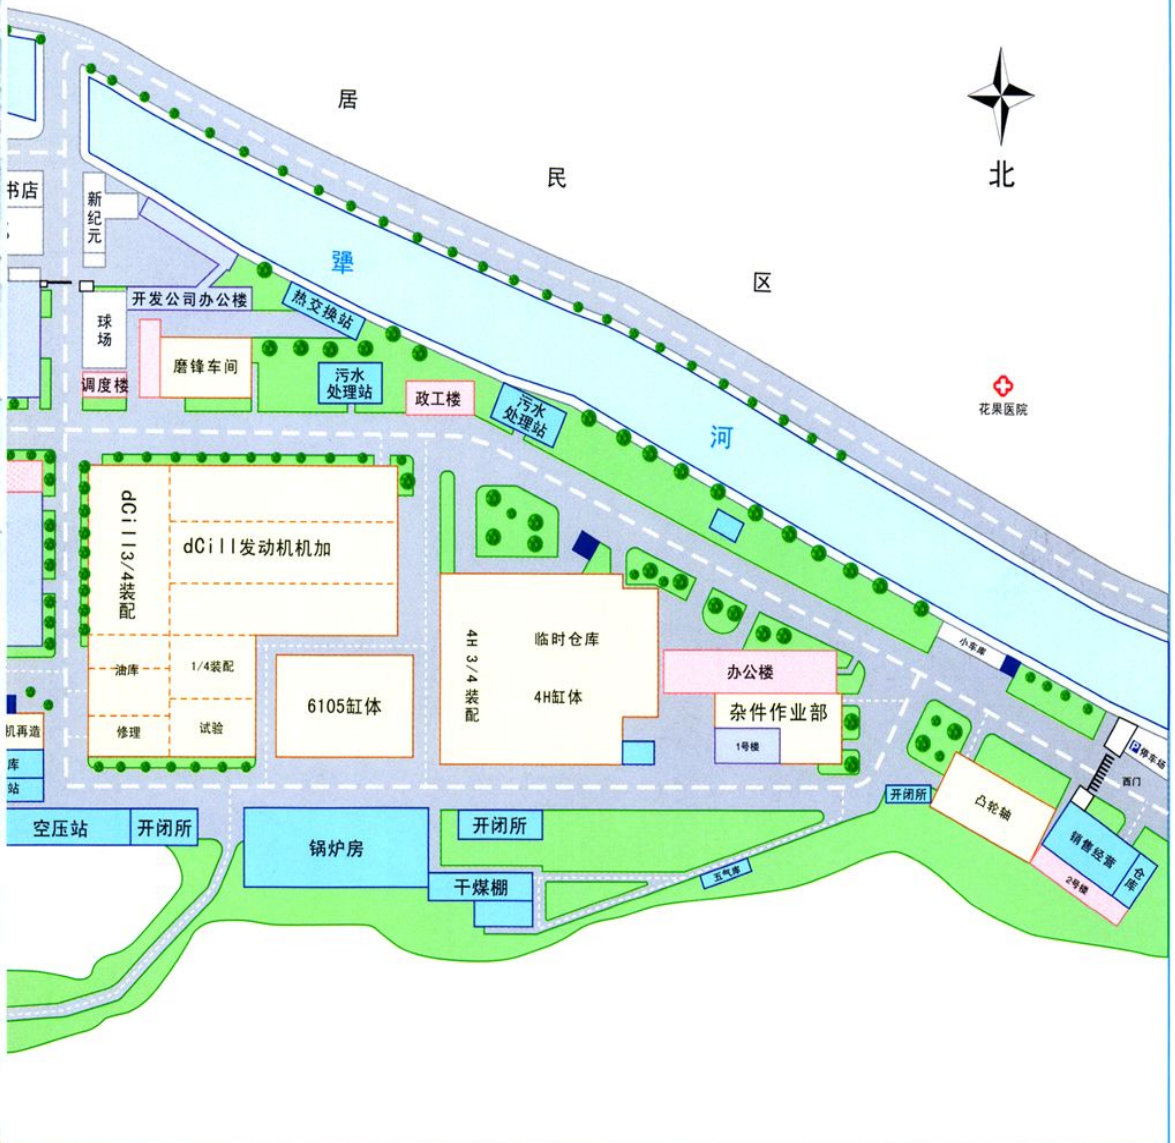 居
民
区
北
花果医院
书店
新纪元
犟
河
开发公司办公楼
热交换站
球场
调度楼
磨锋车间
污水
处理站
政工楼
污水
处理站
dCill3/4装配
dCill发动机机加
油库
1/4装配
修理
试验
6105缸体
4H 3/4装配
临时仓库
4H缸体
办公楼
杂件作业部
1号楼
小车库
P停车场
西门
机再造
库
站
空压站
开闭所
锅炉房
开闭所
干煤棚
五气库
开闭所
凸轮轴
销售经营
仓库
2号楼